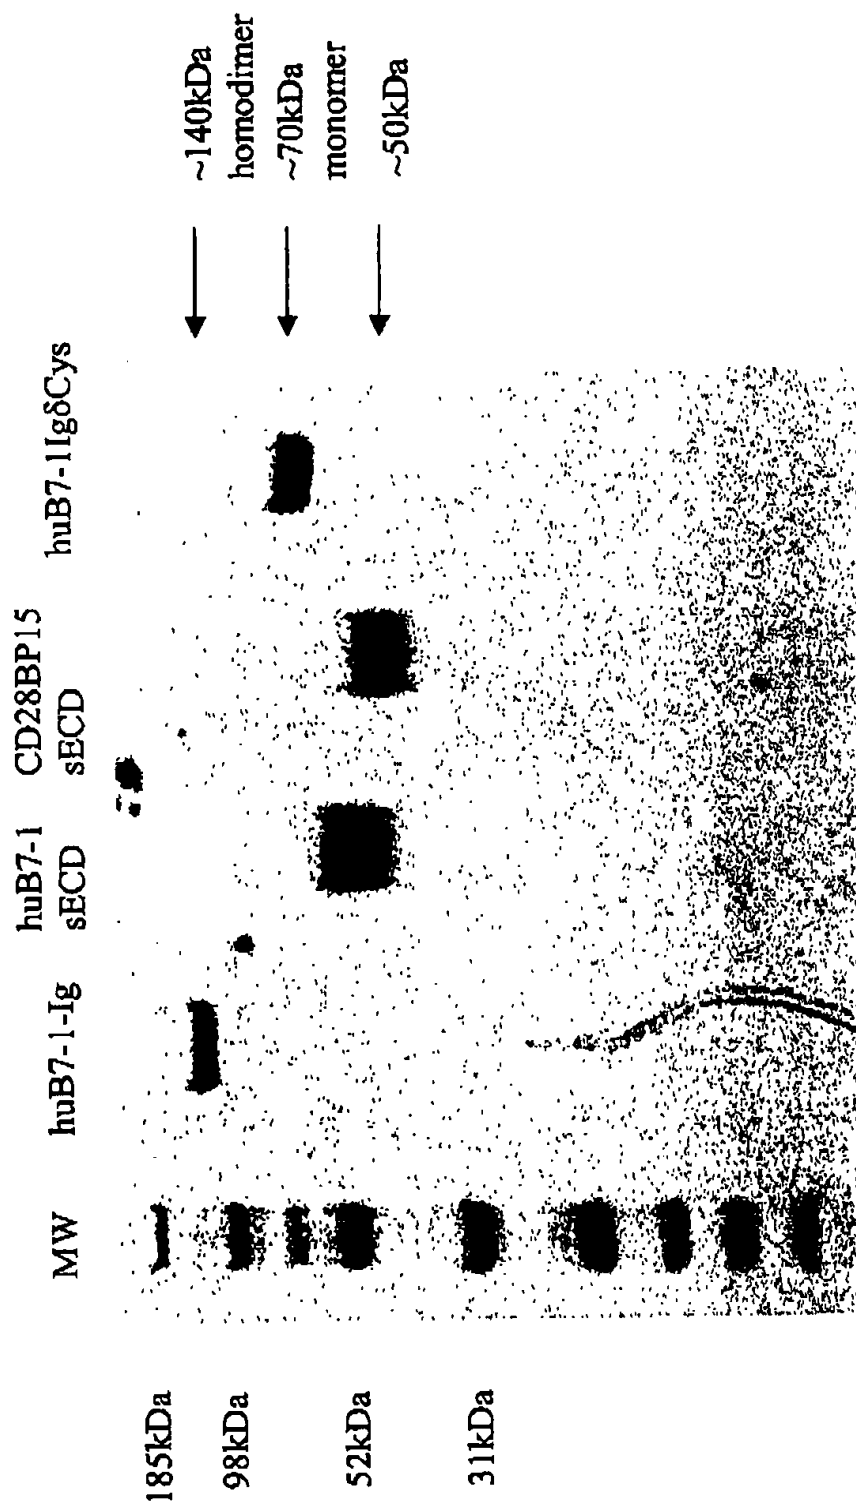 MW
huB7-1-Ig
huB7-1
sECD
CD28BP15
sECD
huB7-1IgδCys
185kDa
98kDa
52kDa
31kDa
~140kDa
homodimer
~70kDa
monomer
~50kDa